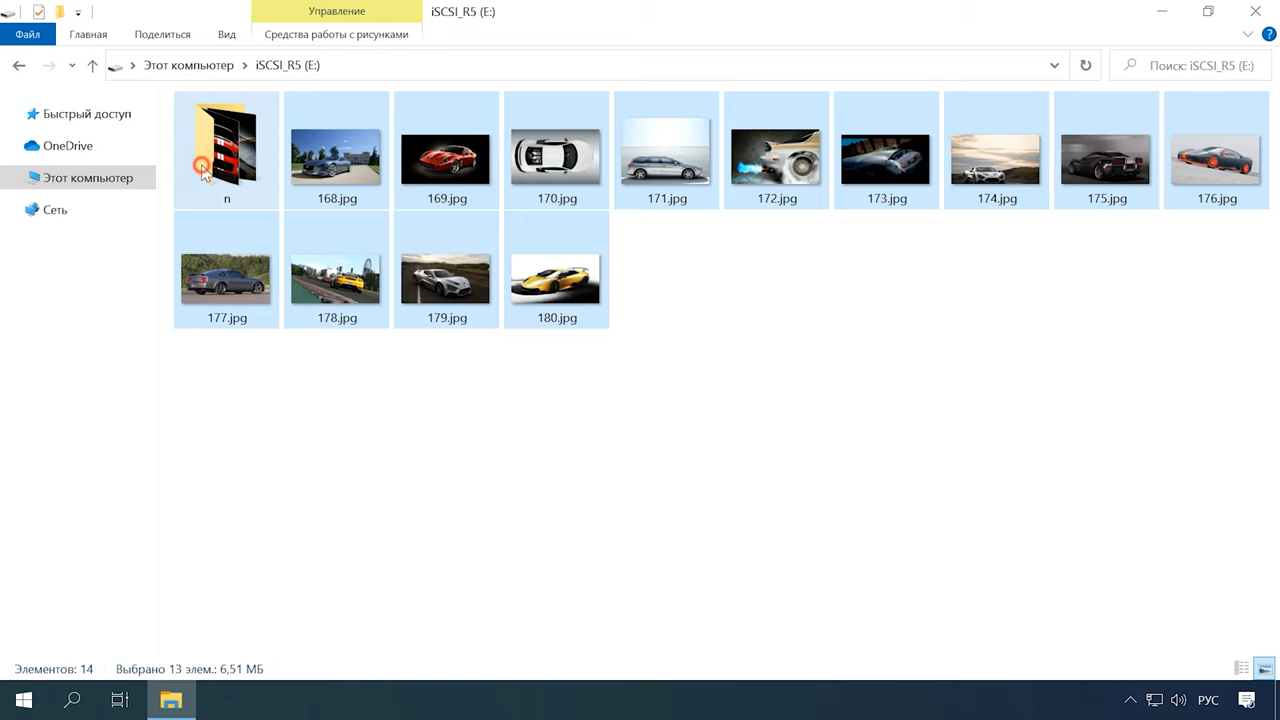 Управление
iSCSI_R5 (E:)
Файл
Главная
Поделиться
Вид
Средства работы с рисунками
Этот компьютер
iSCSI_R5 (E:)
Поиск: iSCSI_R5 (E:)
Быстрый доступ
OneDrive
Этот компьютер
Сеть
n
168.jpg
169.jpg
170.jpg
171.jpg
172.jpg
173.jpg
174.jpg
175.jpg
176.jpg
177.jpg
178.jpg
179.jpg
180.jpg
Элементов: 14
Выбрано 13 элем.: 6,51 МБ
РУС